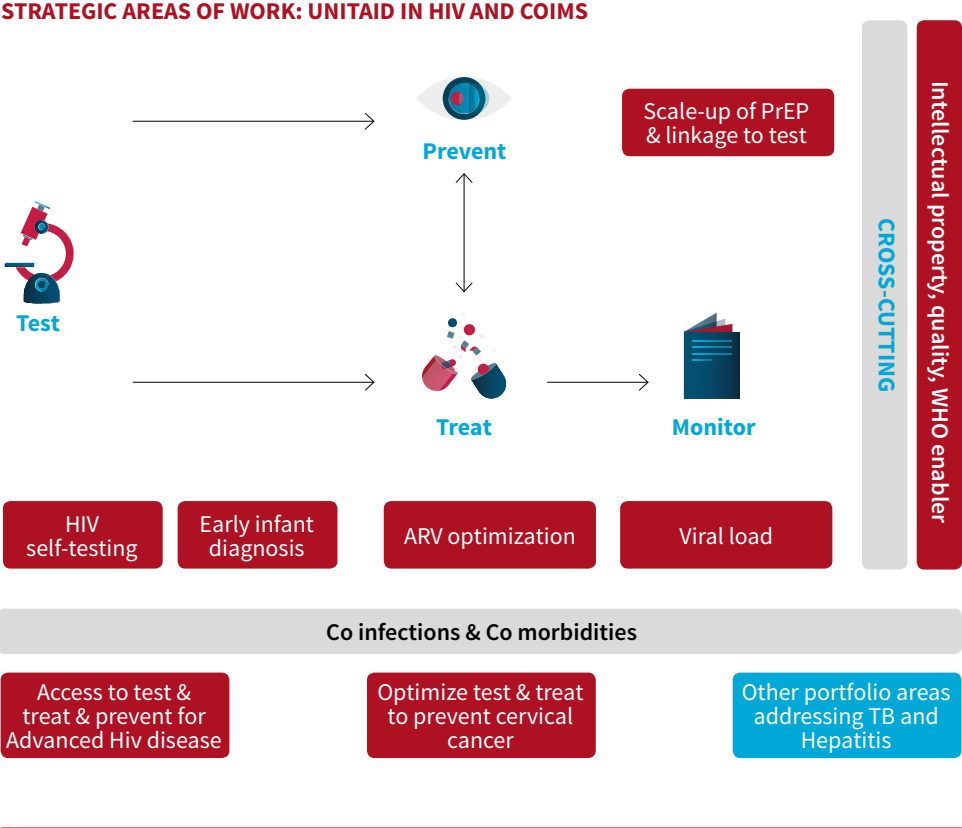 STRATEGIC AREAS OF WORK: UNITAID IN HIV AND COIMS
Prevent
Scale-up of PrEP
& linkage to test
Test
Treat
Monitor
CROSS-CUTTING
Intellectual property, quality, WHO enabler
HIV
self-testing
Early infant
diagnosis
ARV optimization
Viral load
Co infections & Co morbidities
Access to test &
treat & prevent for
Advanced Hiv disease
Optimize test & treat
to prevent cervical
cancer
Other portfolio areas
addressing TB and
Hepatitis